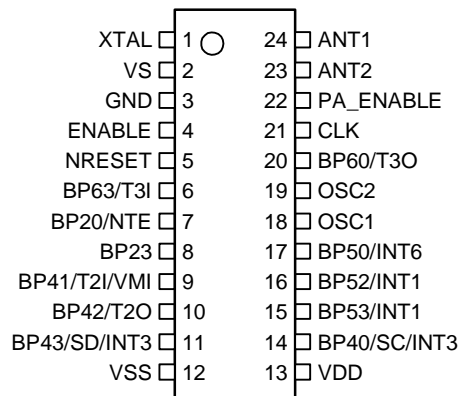 XTAL 1 24 ANT1
VS 2 23 ANT2
GND 3 22 PA_ENABLE
ENABLE 4 21 CLK
NRESET 5 20 BP60/T3O
BP63/T3I 6 19 OSC2
BP20/NTE 7 18 OSC1
BP23 8 17 BP50/INT6
BP41/T2I/VMI 9 16 BP52/INT1
BP42/T2O 10 15 BP53/INT1
BP43/SD/INT3 11 14 BP40/SC/INT3
VSS 12 13 VDD